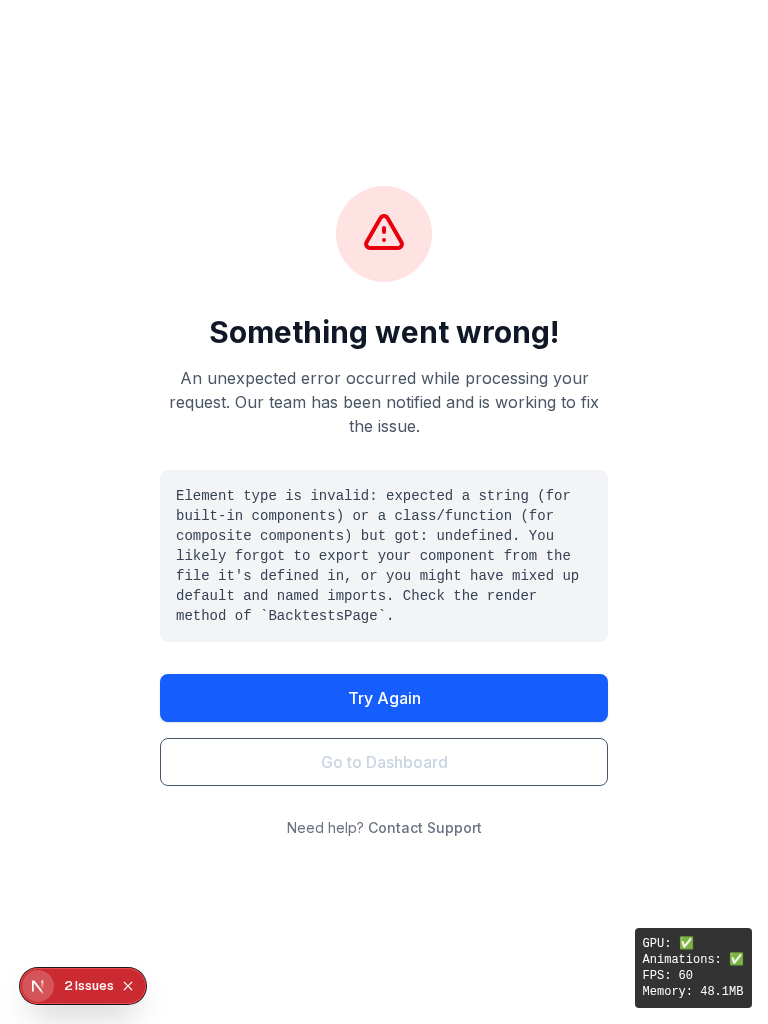 Something went wrong!
An unexpected error occurred while processing your
request. Our team has been notified and is working to fix
the issue.
Element type is invalid: expected a string (for
built-in components) or a class/function (for
composite components) but got: undefined. You
likely forgot to export your component from the
file it's defined in, or you might have mixed up
default and named imports. Check the render
method of `BacktestsPage`.
Try Again
Go to Dashboard
Need help? Contact Support
GPU: ✅
Animations: ✅
FPS: 60
Memory: 48.1MB
N 2 Issues